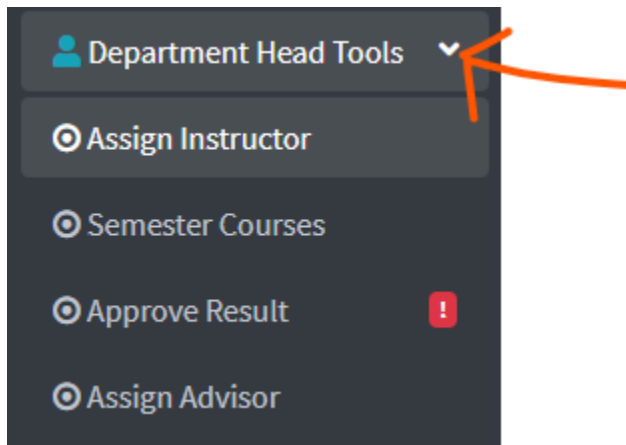 Department Head Tools
Assign Instructor
Semester Courses
Approve Result !
Assign Advisor